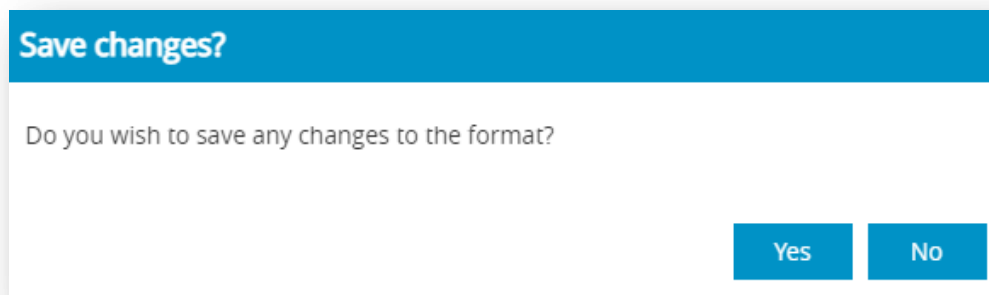 Save changes?
Do you wish to save any changes to the format?
Yes No